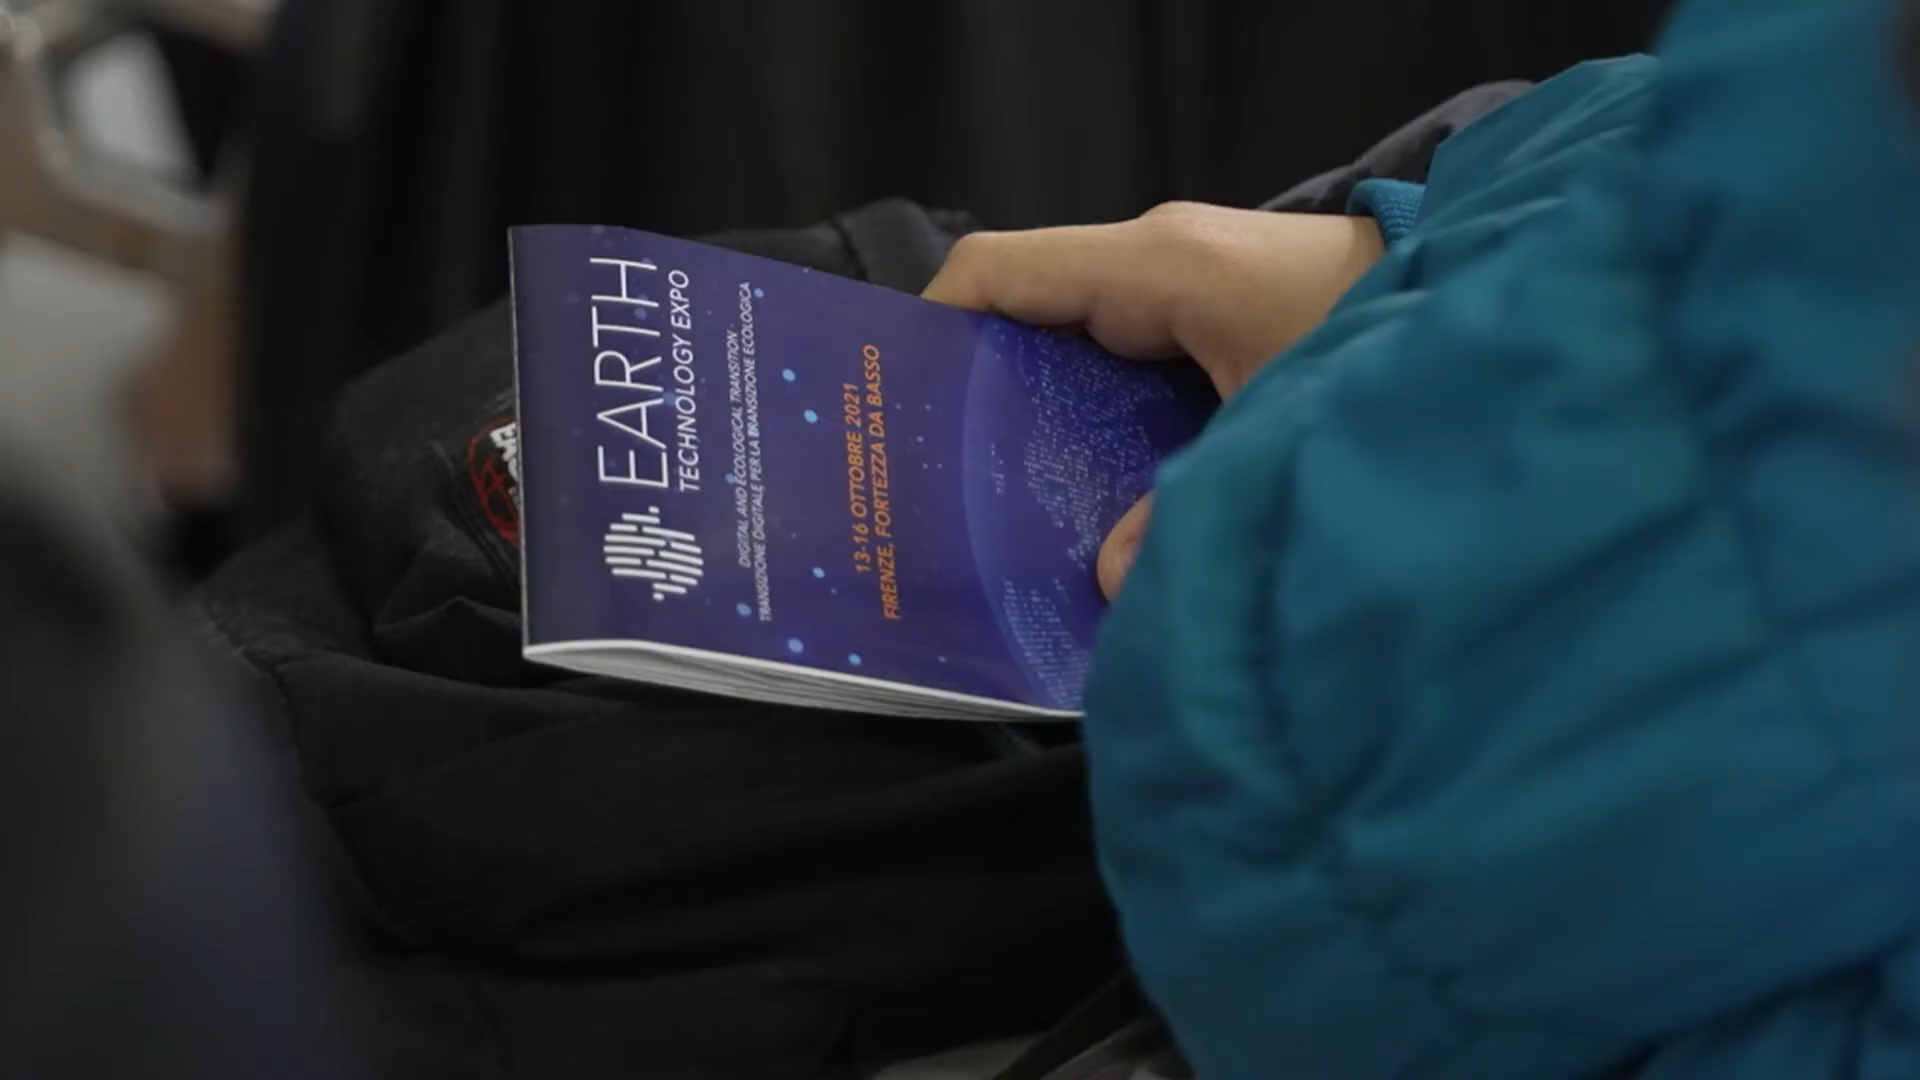 EARTH
TECHNOLOGY EXPO
DIGITAL AND ECOLOGICAL TRANSITION
TRANSIZIONE DIGITALE PER LA TRANSIZIONE ECOLOGICA
13-16 OTTOBRE 2021
FIRENZE, FORTEZZA DA BASSO